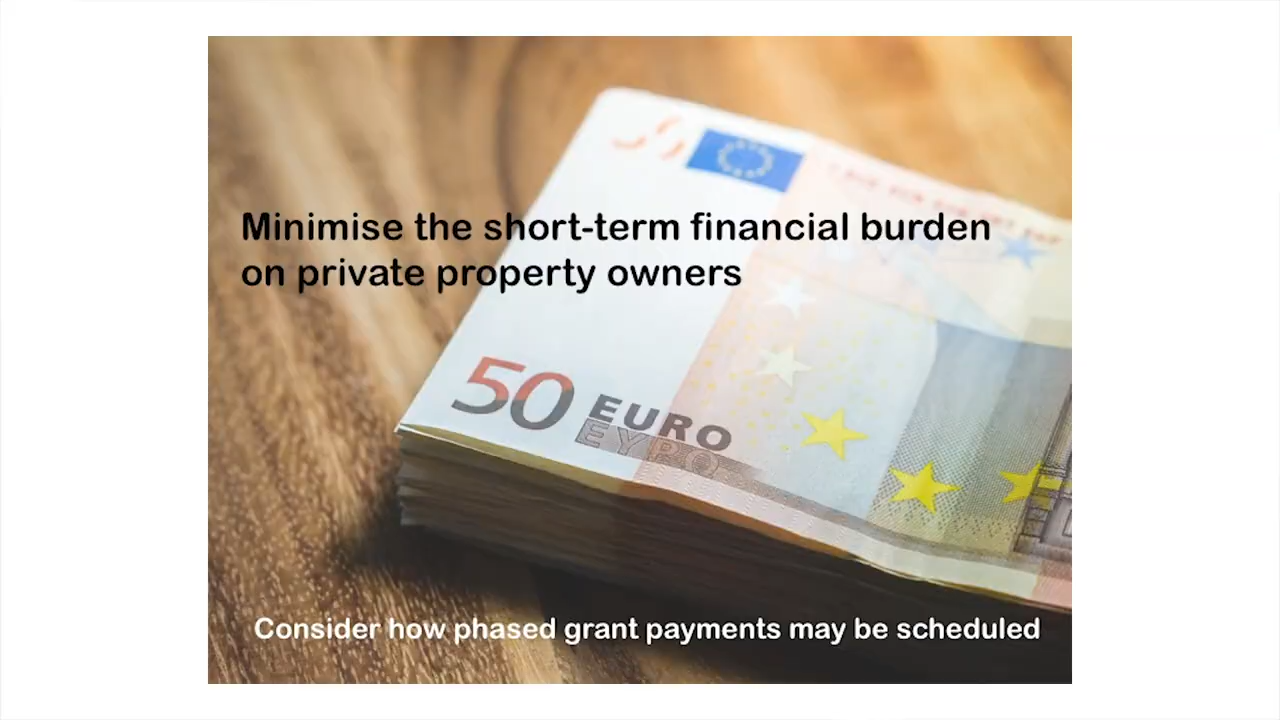 Minimise the short-term financial burden
on private property owners
50 EURO
ΕΥΡΩ
Consider how phased grant payments may be scheduled